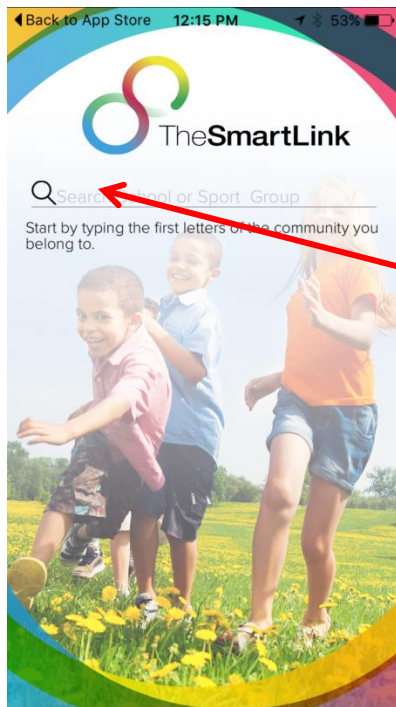 Back to App Store 12:15 PM 53%
TheSmartLink
Search School or Sport Group
Start by typing the first letters of the community you
belong to.